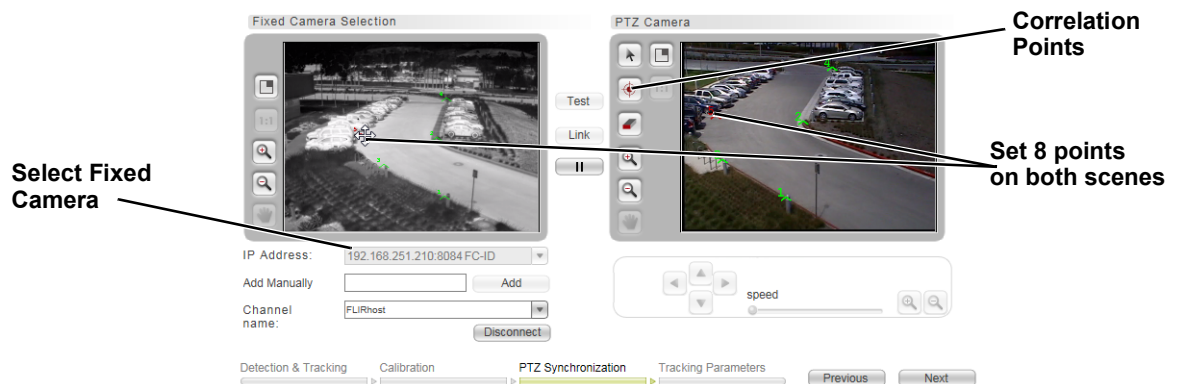 Fixed Camera Selection
PTZ Camera
Correlation
Points
1:1
Test
Link
Set 8 points
on both scenes
Select Fixed
Camera
IP Address:
192.168.251.210:8084 FC-ID
Add Manually
Add
Channel
name:
FLIRhost
Disconnect
speed
Detection & Tracking
Calibration
PTZ Synchronization
Tracking Parameters
Previous
Next